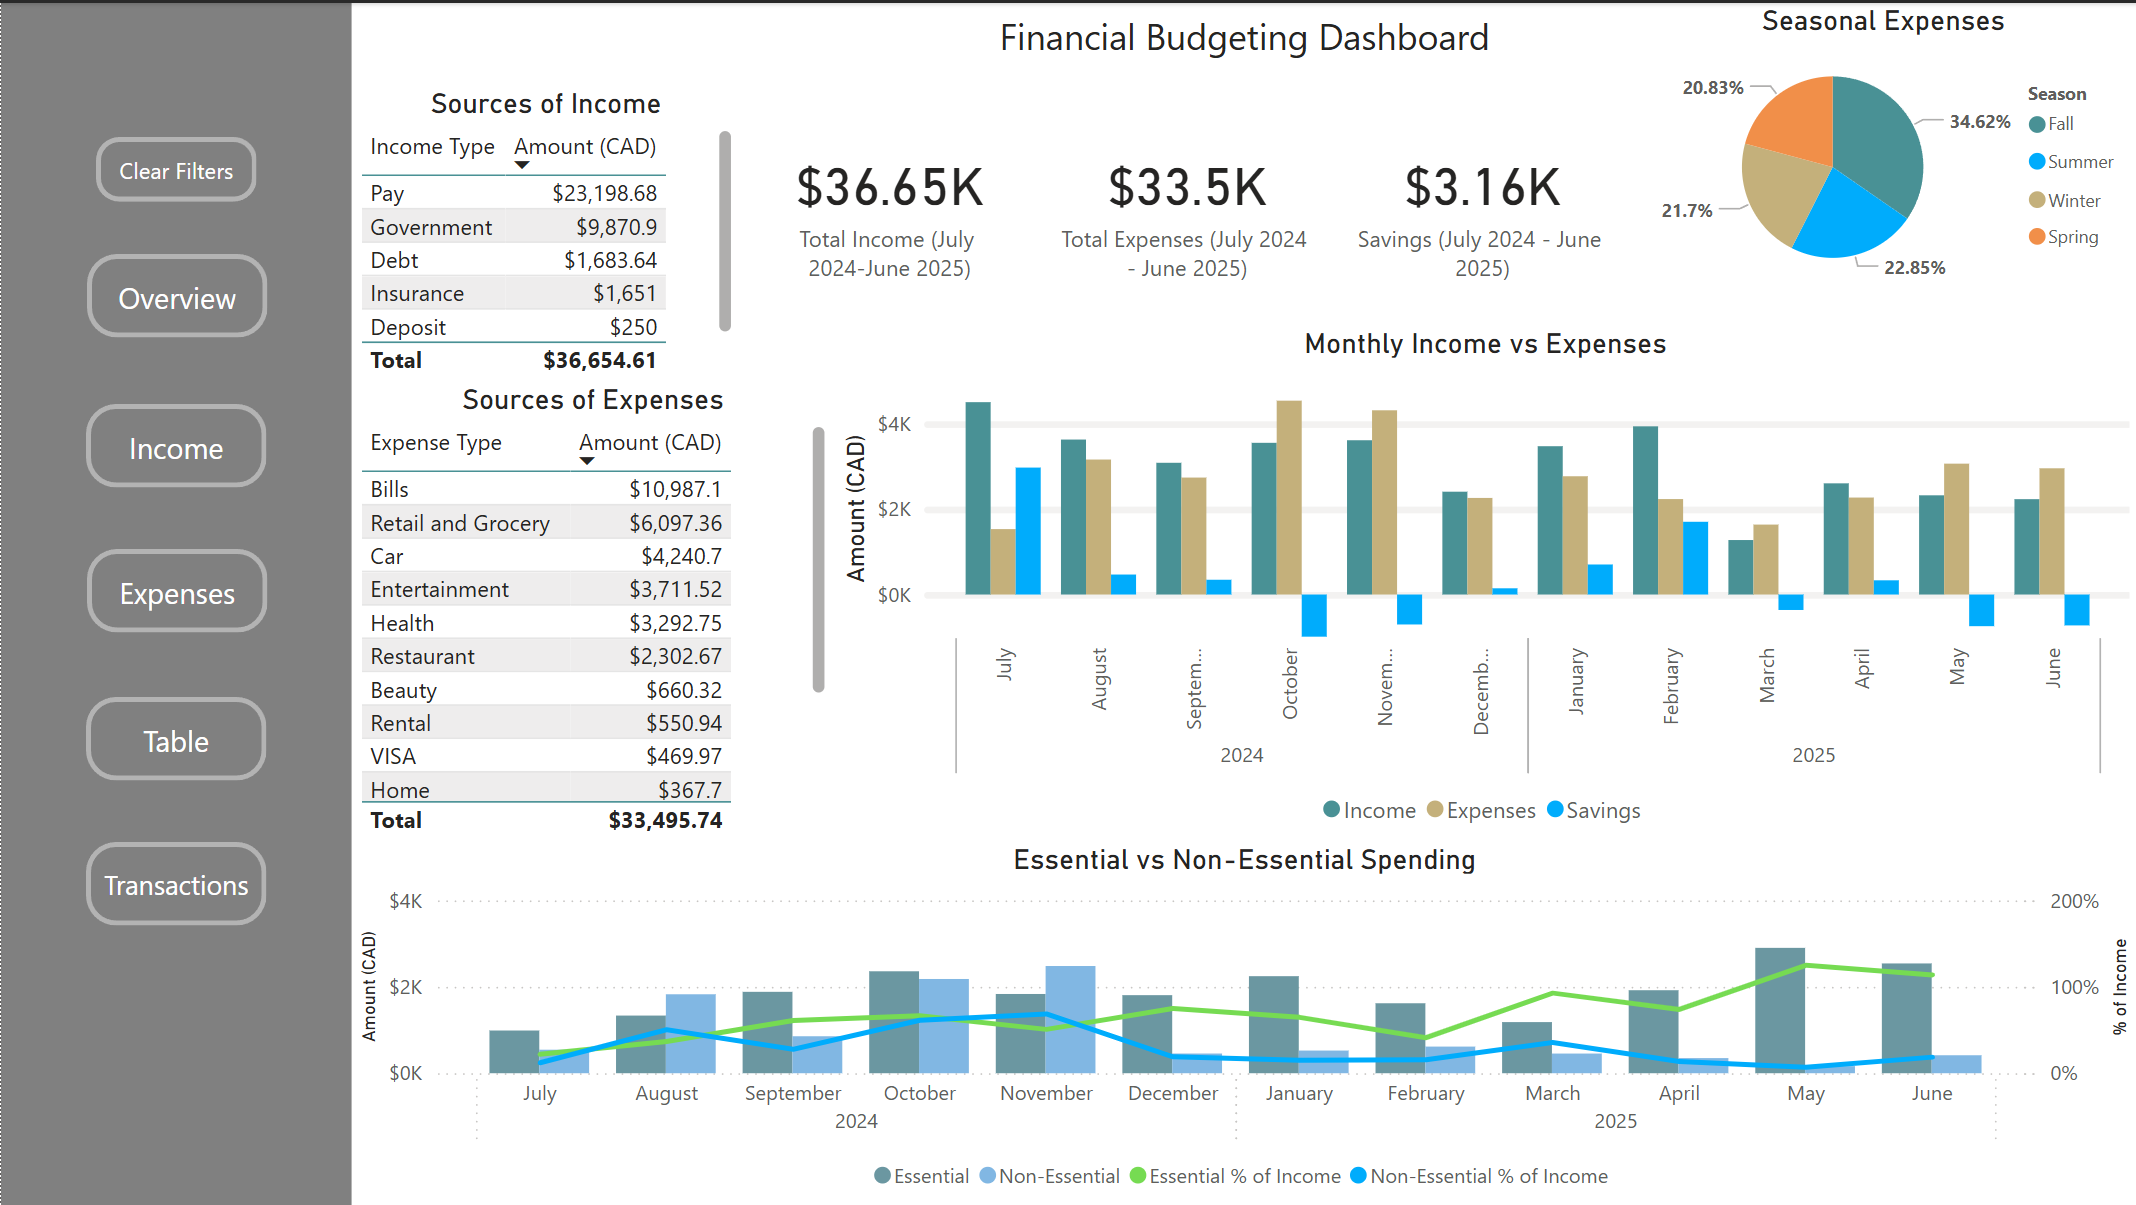 Financial Budgeting Dashboard
Clear Filters
Overview
Income
Expenses
Table
Transactions
Sources of Income
Income Type Amount (CAD)
Pay $23,198.68
Government $9,870.9
Debt $1,683.64
Insurance $1,651
Deposit $250
Total $36,654.61
Sources of Expenses
Expense Type Amount (CAD)
Bills $10,987.1
Retail and Grocery $6,097.36
Car $4,240.7
Entertainment $3,711.52
Health $3,292.75
Restaurant $2,302.67
Beauty $660.32
Rental $550.94
VISA $469.97
Home $367.7
Total $33,495.74
$36.65K
Total Income (July
2024-June 2025)
$33.5K
Total Expenses (July 2024
- June 2025)
$3.16K
Savings (July 2024 - June
2025)
Seasonal Expenses
20.83%
34.62%
21.7%
22.85%
Season
Fall
Summer
Winter
Spring
Monthly Income vs Expenses
Amount (CAD)
$4K
$2K
$0K
July August Septem... October Novem... Decemb... January February March April May June
2024 2025
Income Expenses Savings
Essential vs Non-Essential Spending
Amount (CAD)
$4K
$2K
$0K
200%
100%
0%
% of Income
July August September October November December January February March April May June
2024 2025
Essential Non-Essential Essential % of Income Non-Essential % of Income